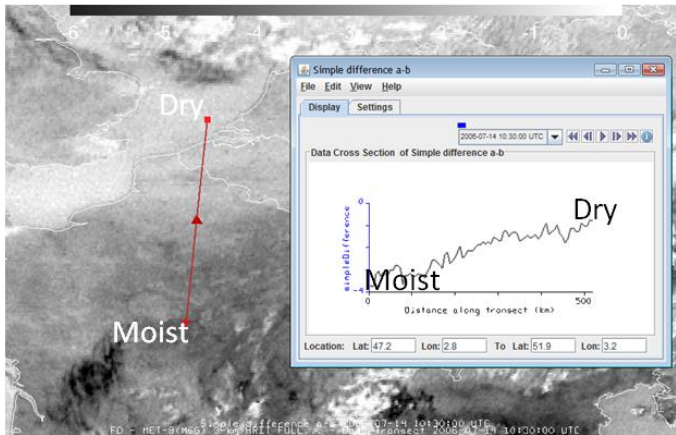 -6 -5 -4 -1 0
Dry
Moist
Simple difference a-b
File Edit View Help
Display Settings
2006-07-14 10:30:00 UTC
Data Cross Section of Simple difference a-b
0
simpleDifference
-4
Dry
Moist
0 500
Distance along transect (km)
Location: Lat: 47.2 Lon: 2.8 To Lat: 51.9 Lon: 3.2